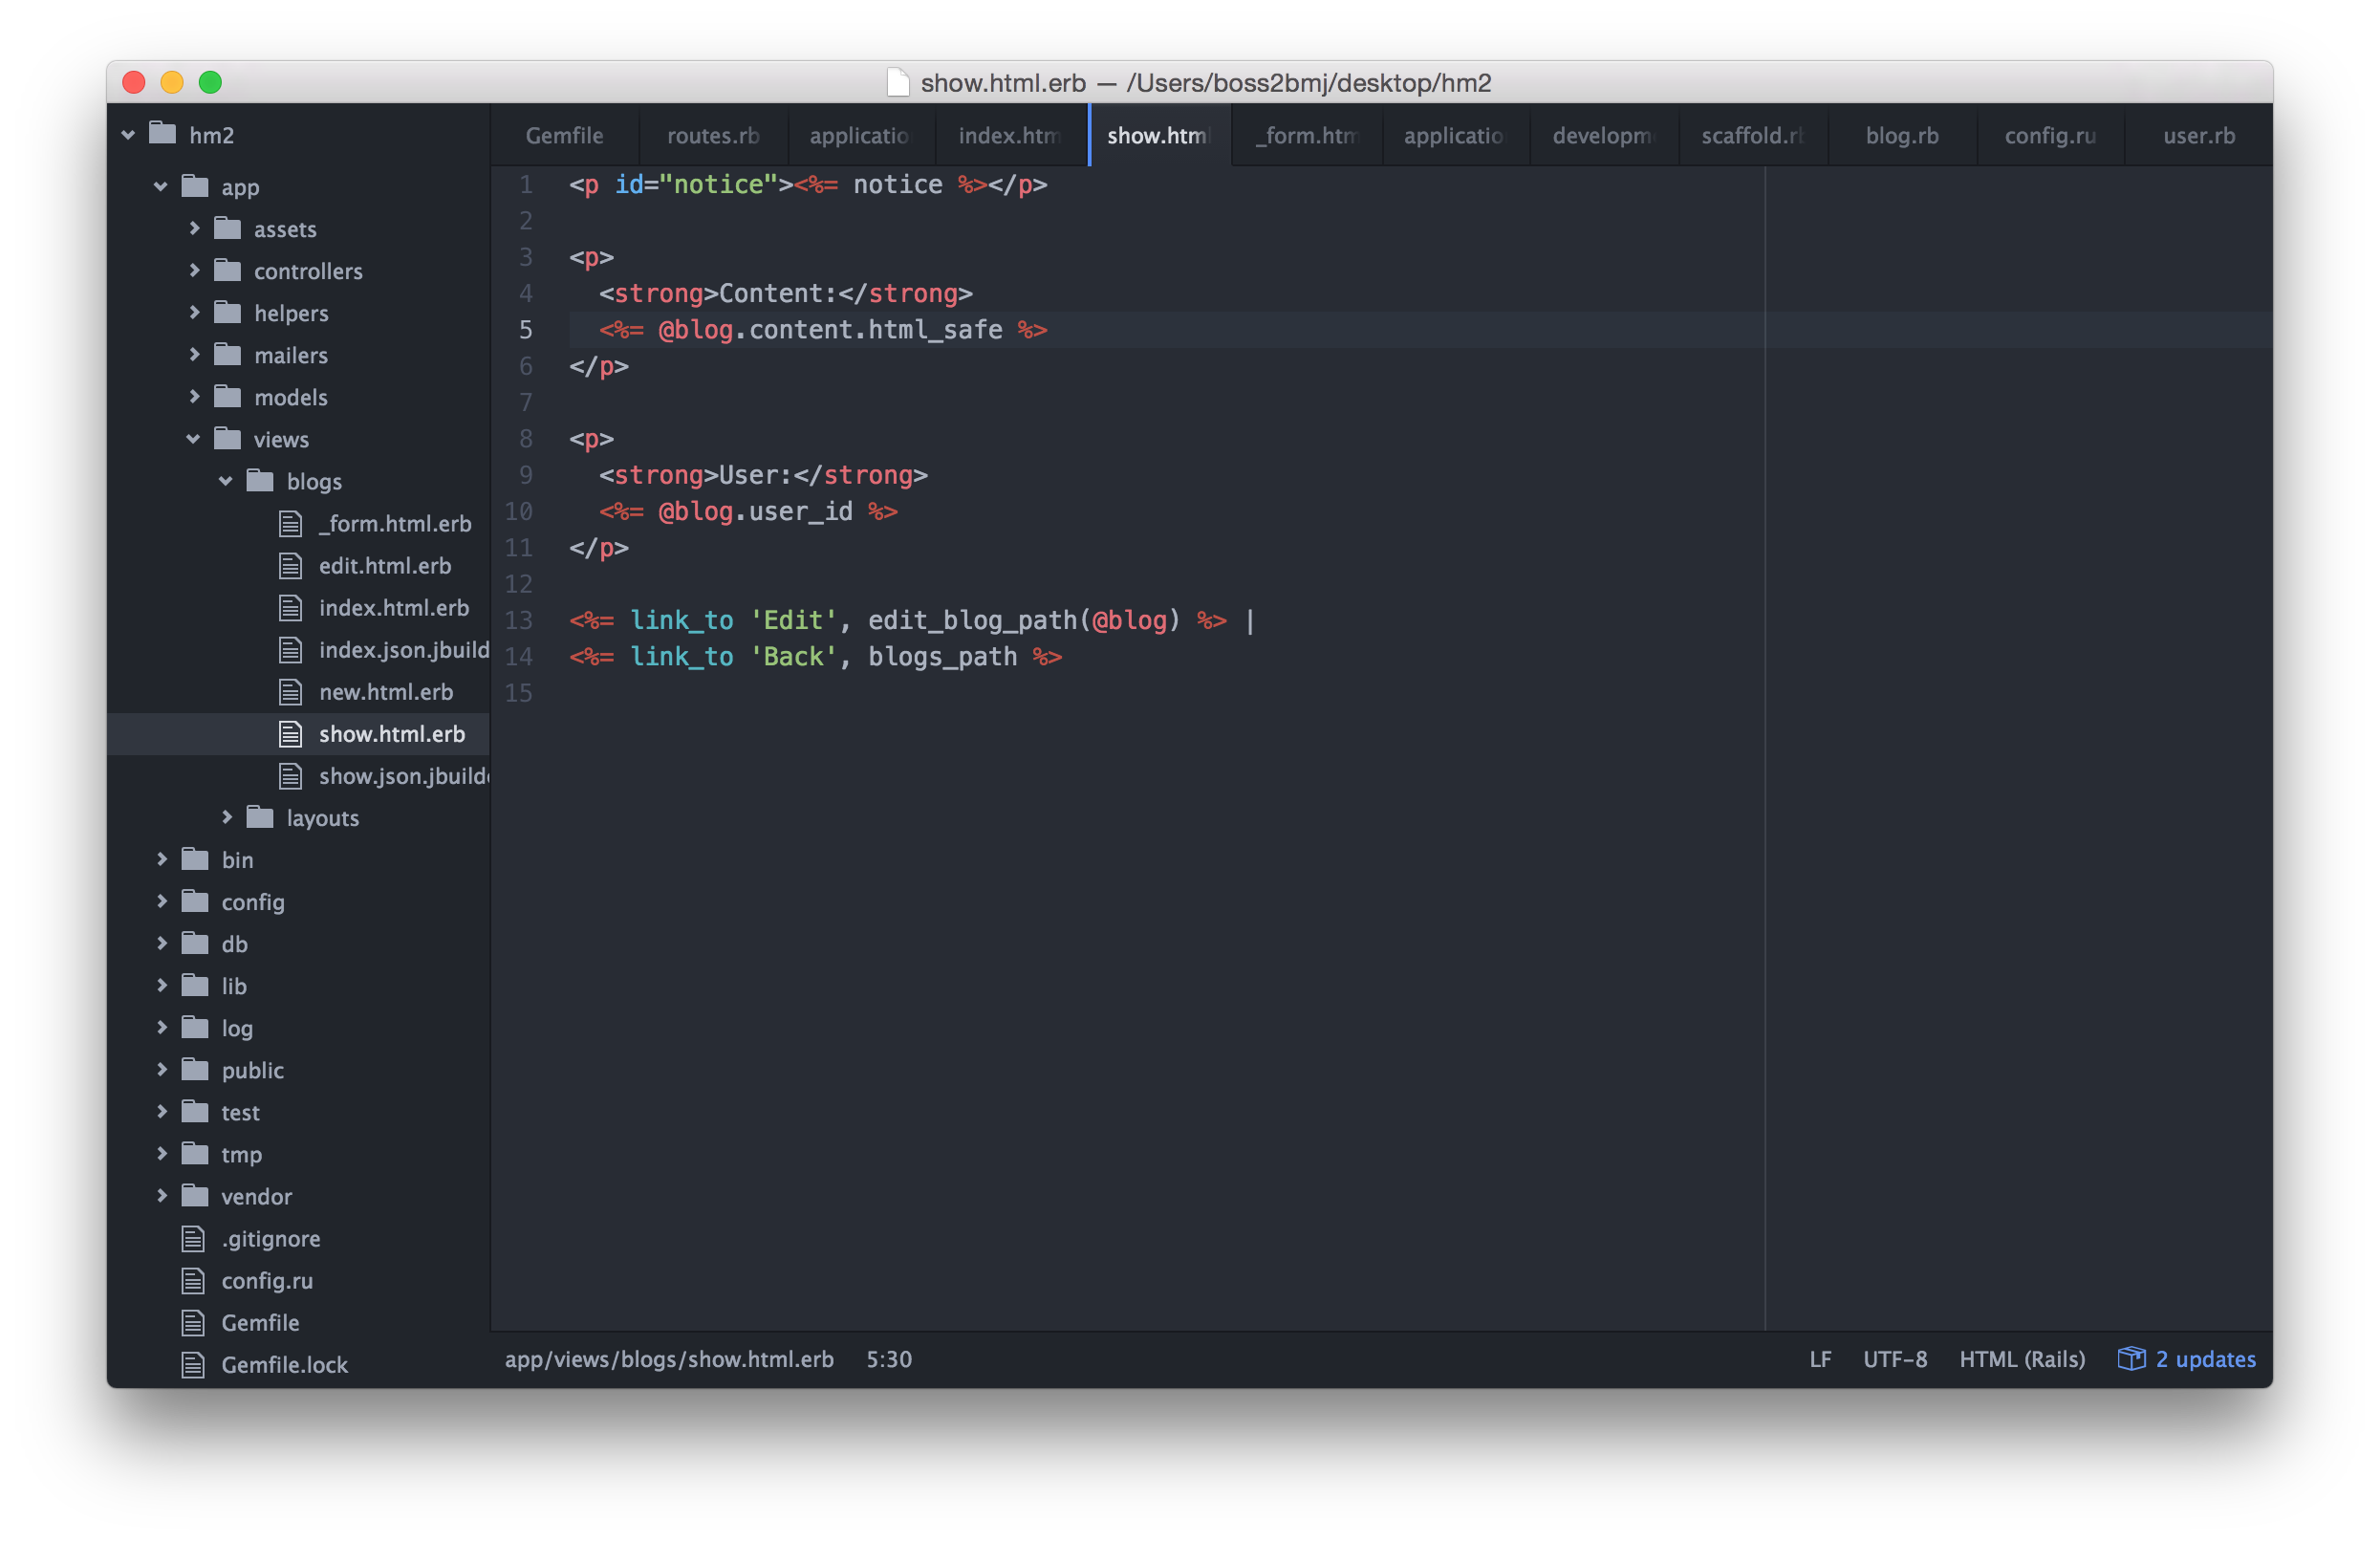 show.html.erb — /Users/boss2bmj/desktop/hm2
hm2
app
assets
controllers
helpers
mailers
models
views
blogs
_form.html.erb
edit.html.erb
index.html.erb
index.json.jbuild
new.html.erb
show.html.erb
show.json.jbuild
layouts
bin
config
db
lib
log
public
test
tmp
vendor
.gitignore
config.ru
Gemfile
Gemfile.lock
Gemfile routes.rb applicatio index.htm show.html _form.htm applicatio developm scaffold.r blog.rb config.ru user.rb
1 <p id="notice"><%= notice %></p>
2
3 <p>
4 <strong>Content:</strong>
5 <%= @blog.content.html_safe %>
6 </p>
7
8 <p>
9 <strong>User:</strong>
10 <%= @blog.user_id %>
11 </p>
12
13 <%= link_to 'Edit', edit_blog_path(@blog) %> |
14 <%= link_to 'Back', blogs_path %>
15
app/views/blogs/show.html.erb 5:30 LF UTF-8 HTML (Rails) 2 updates